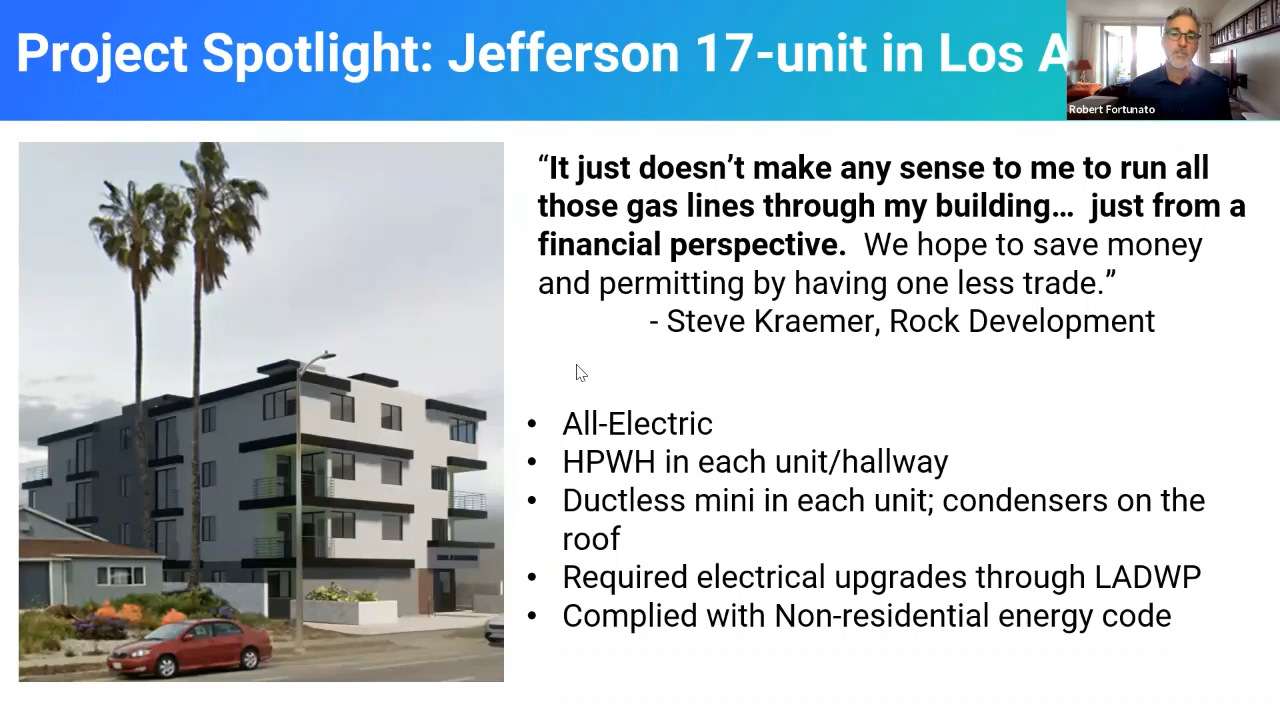 Project Spotlight: Jefferson 17-unit in Los A
Robert Fortunato
“It just doesn’t make any sense to me to run all
those gas lines through my building…  just from a
financial perspective.  We hope to save money
and permitting by having one less trade.”
- Steve Kraemer, Rock Development
• All-Electric
• HPWH in each unit/hallway
• Ductless mini in each unit; condensers on the
roof
• Required electrical upgrades through LADWP
• Complied with Non-residential energy code